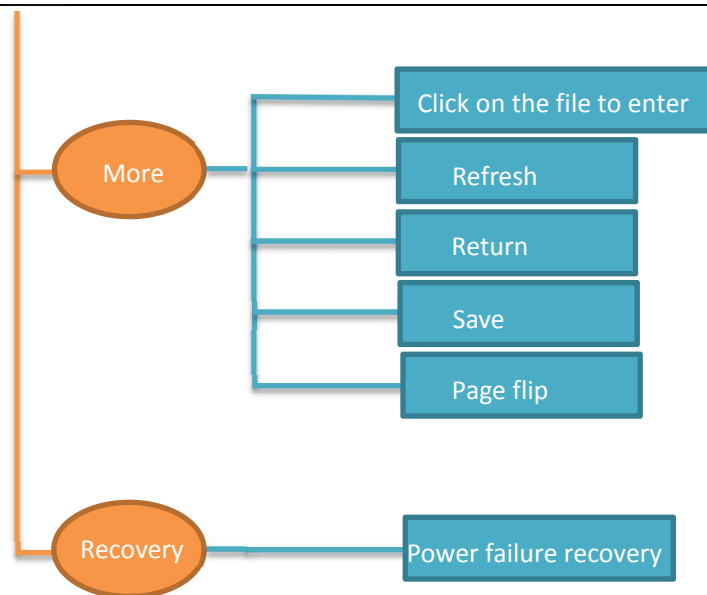 Click on the file to enter
More
Refresh
Return
Save
Page flip
Recovery
Power failure recovery